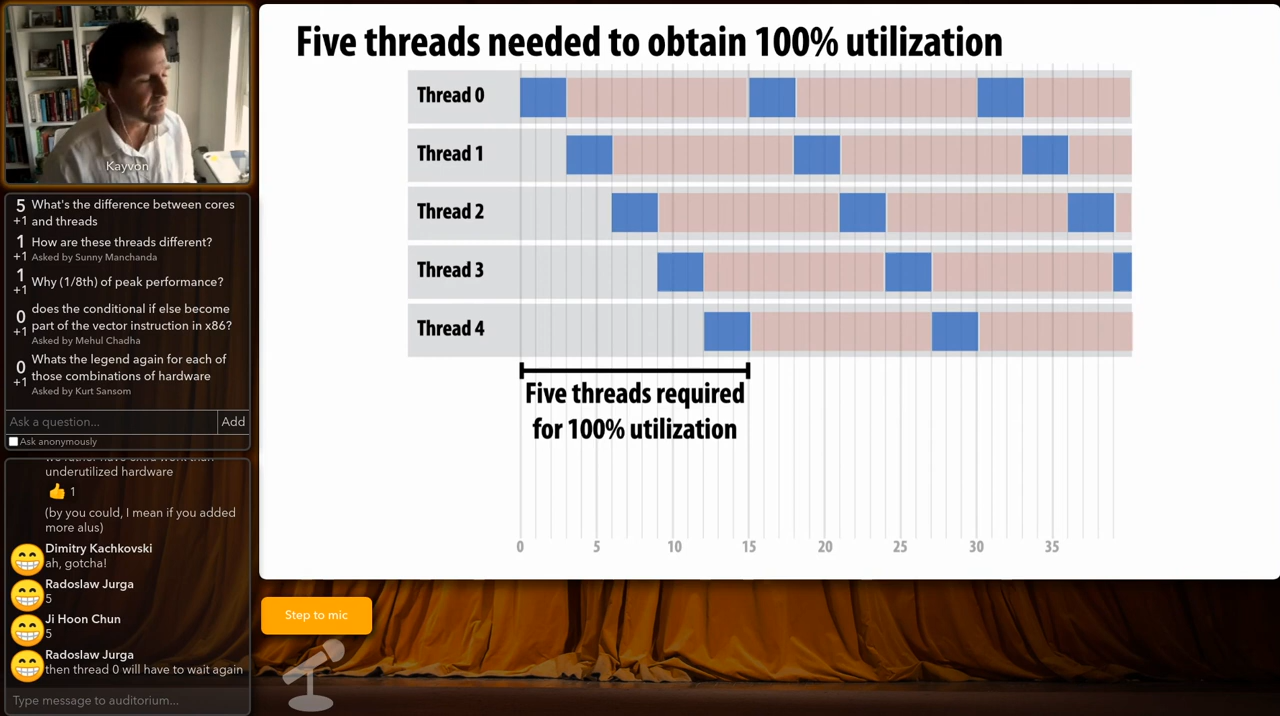 Kayvon
5 What's the difference between cores
+1 and threads
1 How are these threads different?
+1 Asked by Sunny Manchanda
1 Why (1/8th) of peak performance?
+1
does the conditional if else become
0 part of the vector instruction in x86?
+1 Asked by Mehul Chadha
0 Whats the legend again for each of
+1 those combinations of hardware
Asked by Kurt Sansom
Ask a question... Add
Ask anonymously
underutilized hardware
👍 1
(by you could, I mean if you added
more alus)
Dimitry Kachkovski
ah, gotcha!
Radoslaw Jurga
5
Ji Hoon Chun
5
Radoslaw Jurga
then thread 0 will have to wait again
Type message to auditorium...
Five threads needed to obtain 100% utilization
Thread 0
Thread 1
Thread 2
Thread 3
Thread 4
Five threads required
for 100% utilization
0 5 10 15 20 25 30 35
Step to mic